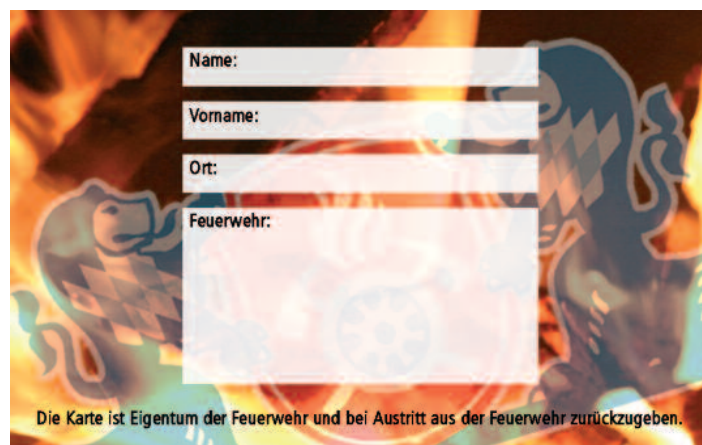 Name:
Vorname:
Ort:
Feuerwehr:
Die Karte ist Eigentum der Feuerwehr und bei Austritt aus der Feuerwehr zurückzugeben.